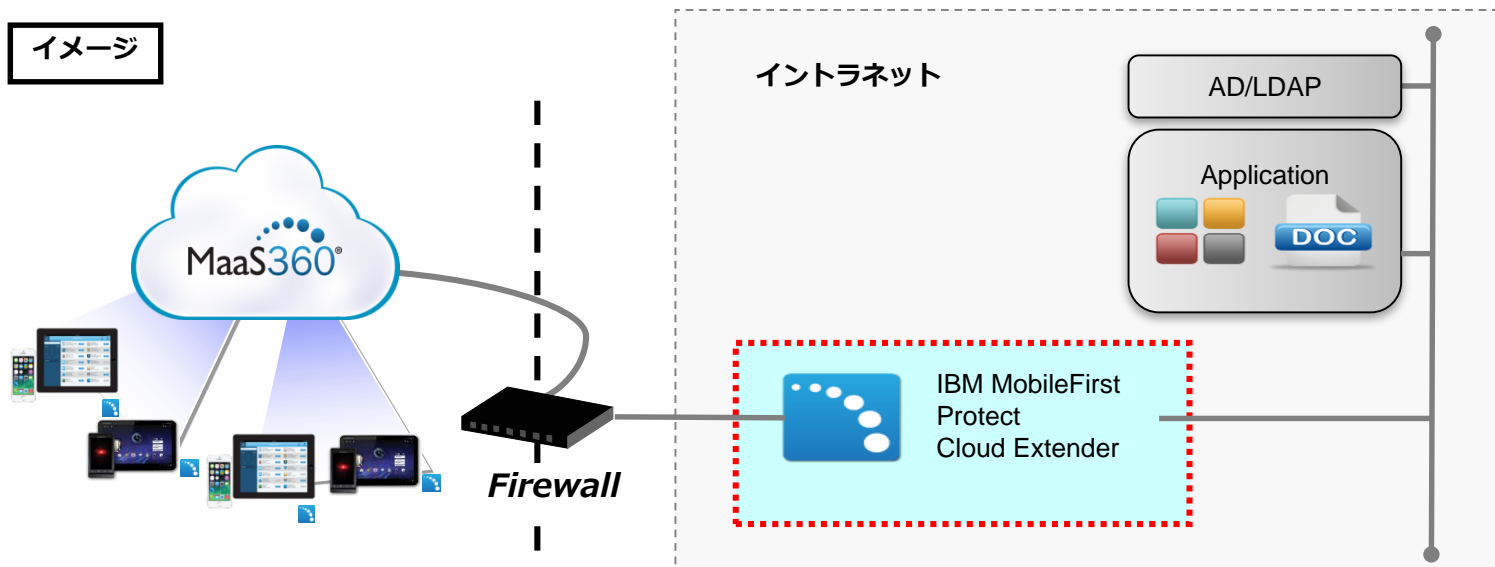 イメージ
イントラネット
AD/LDAP
Application
DOC
MaaS360®
IBM MobileFirst
Protect
Cloud Extender
Firewall